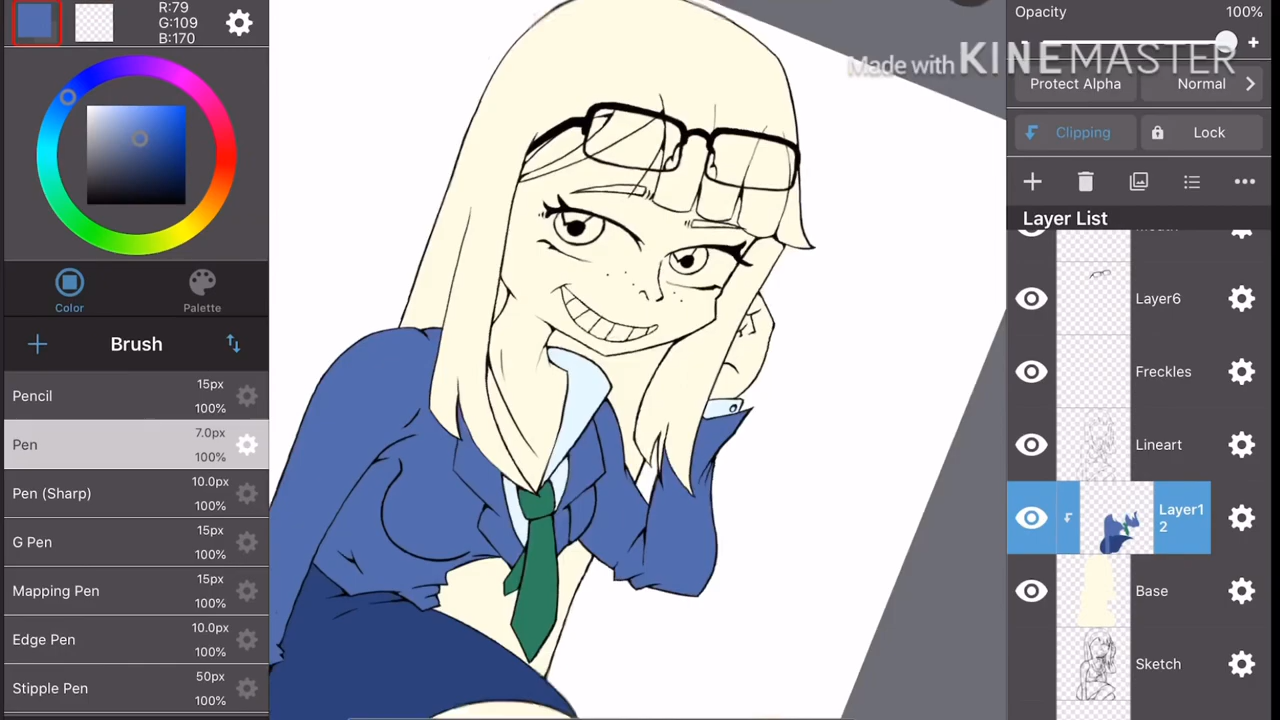 R:79
G:109
B:170
Color
Palette
Brush
Pencil
15px
100%
Pen
7.0px
100%
Pen (Sharp)
10.0px
100%
G Pen
15px
100%
Mapping Pen
15px
100%
Edge Pen
10.0px
100%
Stipple Pen
50px
100%
Made with KINEMASTER
Opacity
100%
Protect Alpha
Normal
Clipping
Lock
Layer List
Layer6
Freckles
Lineart
Layer1
2
Base
Sketch